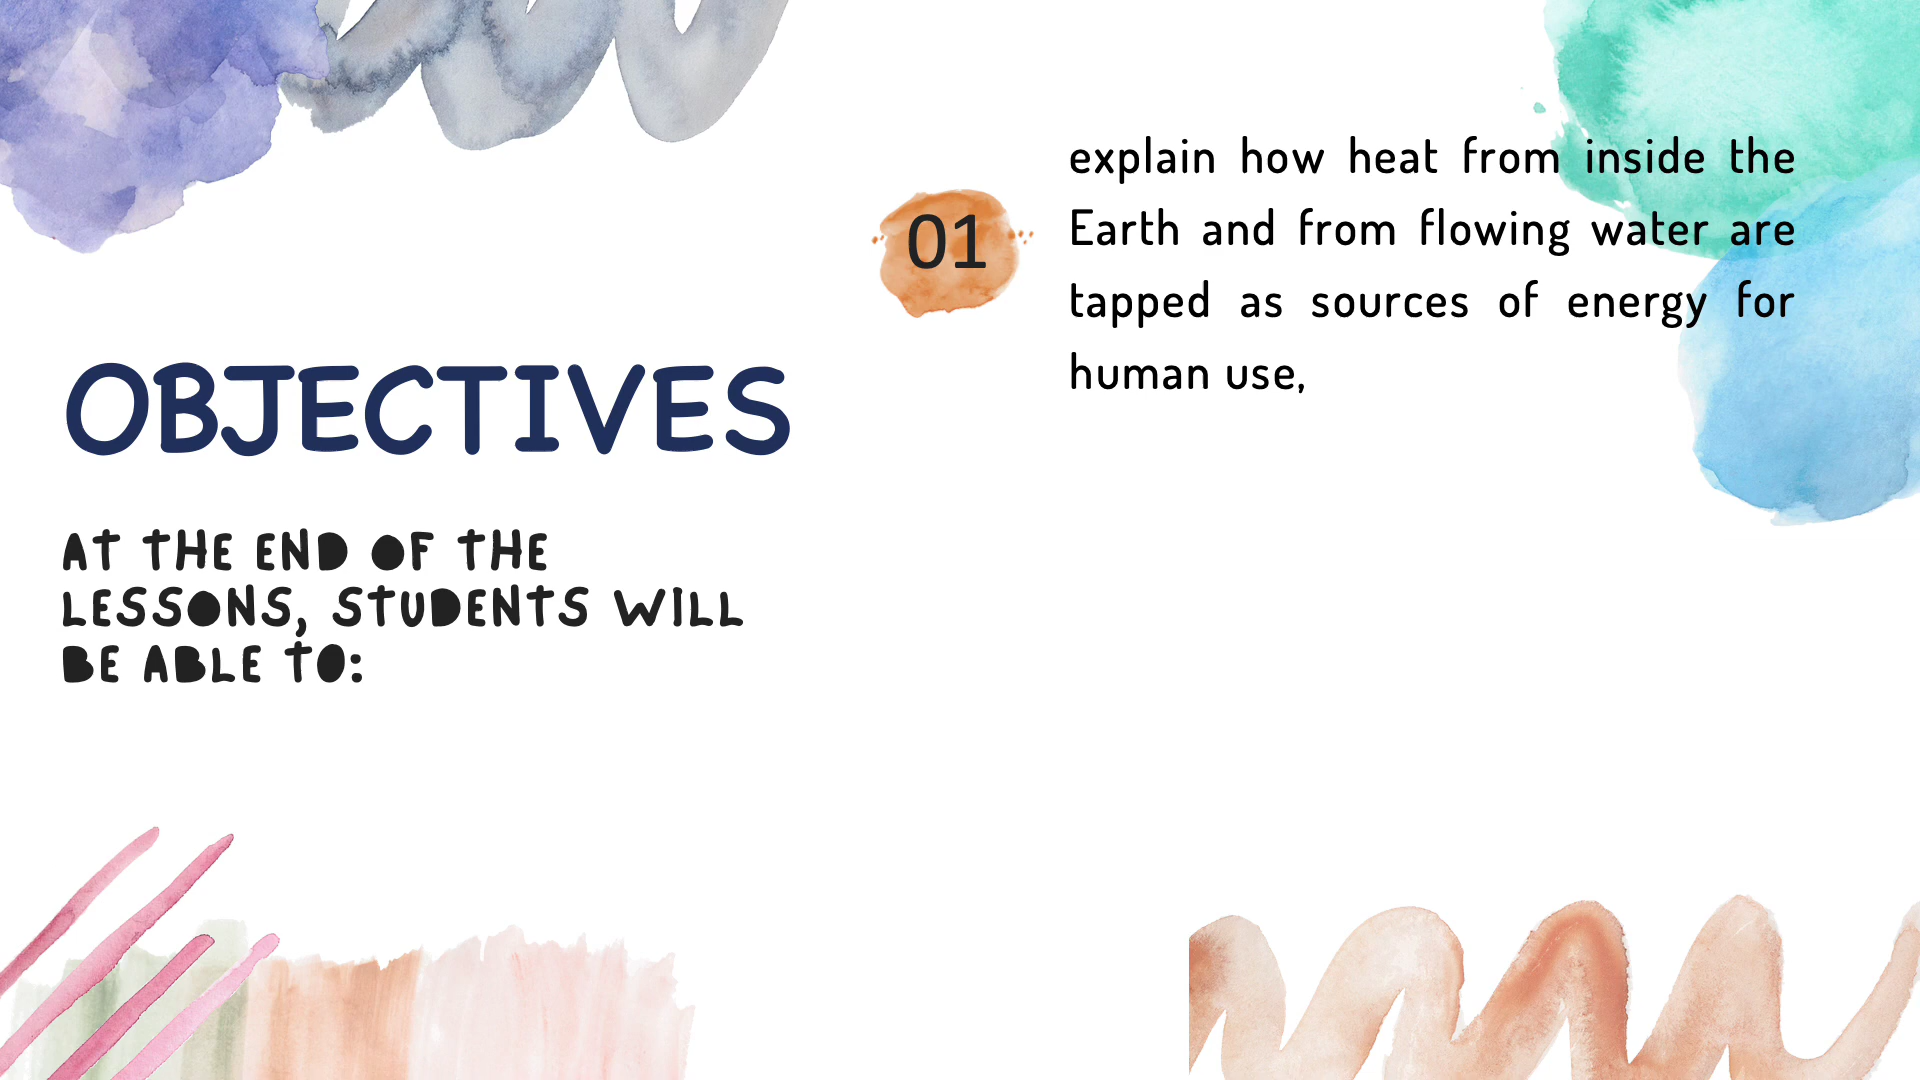 OBJECTIVES
AT THE END OF THE
LESSONS, STUDENTS WILL
BE ABLE TO:
01
explain how heat from inside the
Earth and from flowing water are
tapped as sources of energy for
human use,